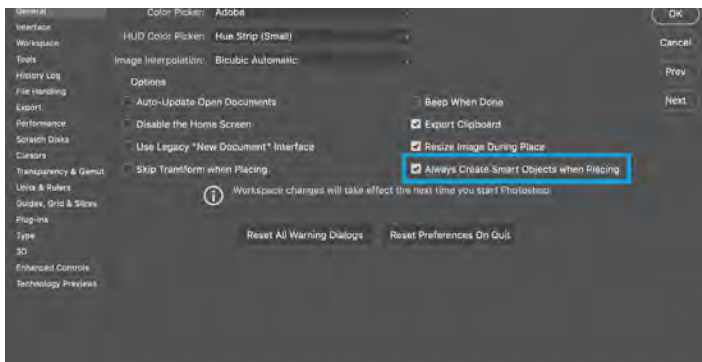 General
Interface
Workspace
Tools
History Log
File Handling
Export
Performance
Scratch Disks
Cursors
Transparency & Gamut
Units & Rulers
Guides, Grid & Slices
Plug-Ins
Type
3D
Enhanced Controls
Technology Previews
Color Picker: Adobe
HUD Color Picker: Hue Strip (Small)
Image Interpolation: Bicubic Automatic
Options
Auto-Update Open Documents
Disable the Home Screen
Use Legacy "New Document" Interface
Skip Transform when Placing
Beep When Done
Export Clipboard
Resize Image During Place
Always Create Smart Objects when Placing
Workspace changes will take effect the next time you start Photoshop.
Reset All Warning Dialogs
Reset Preferences On Quit
OK
Cancel
Prev
Next